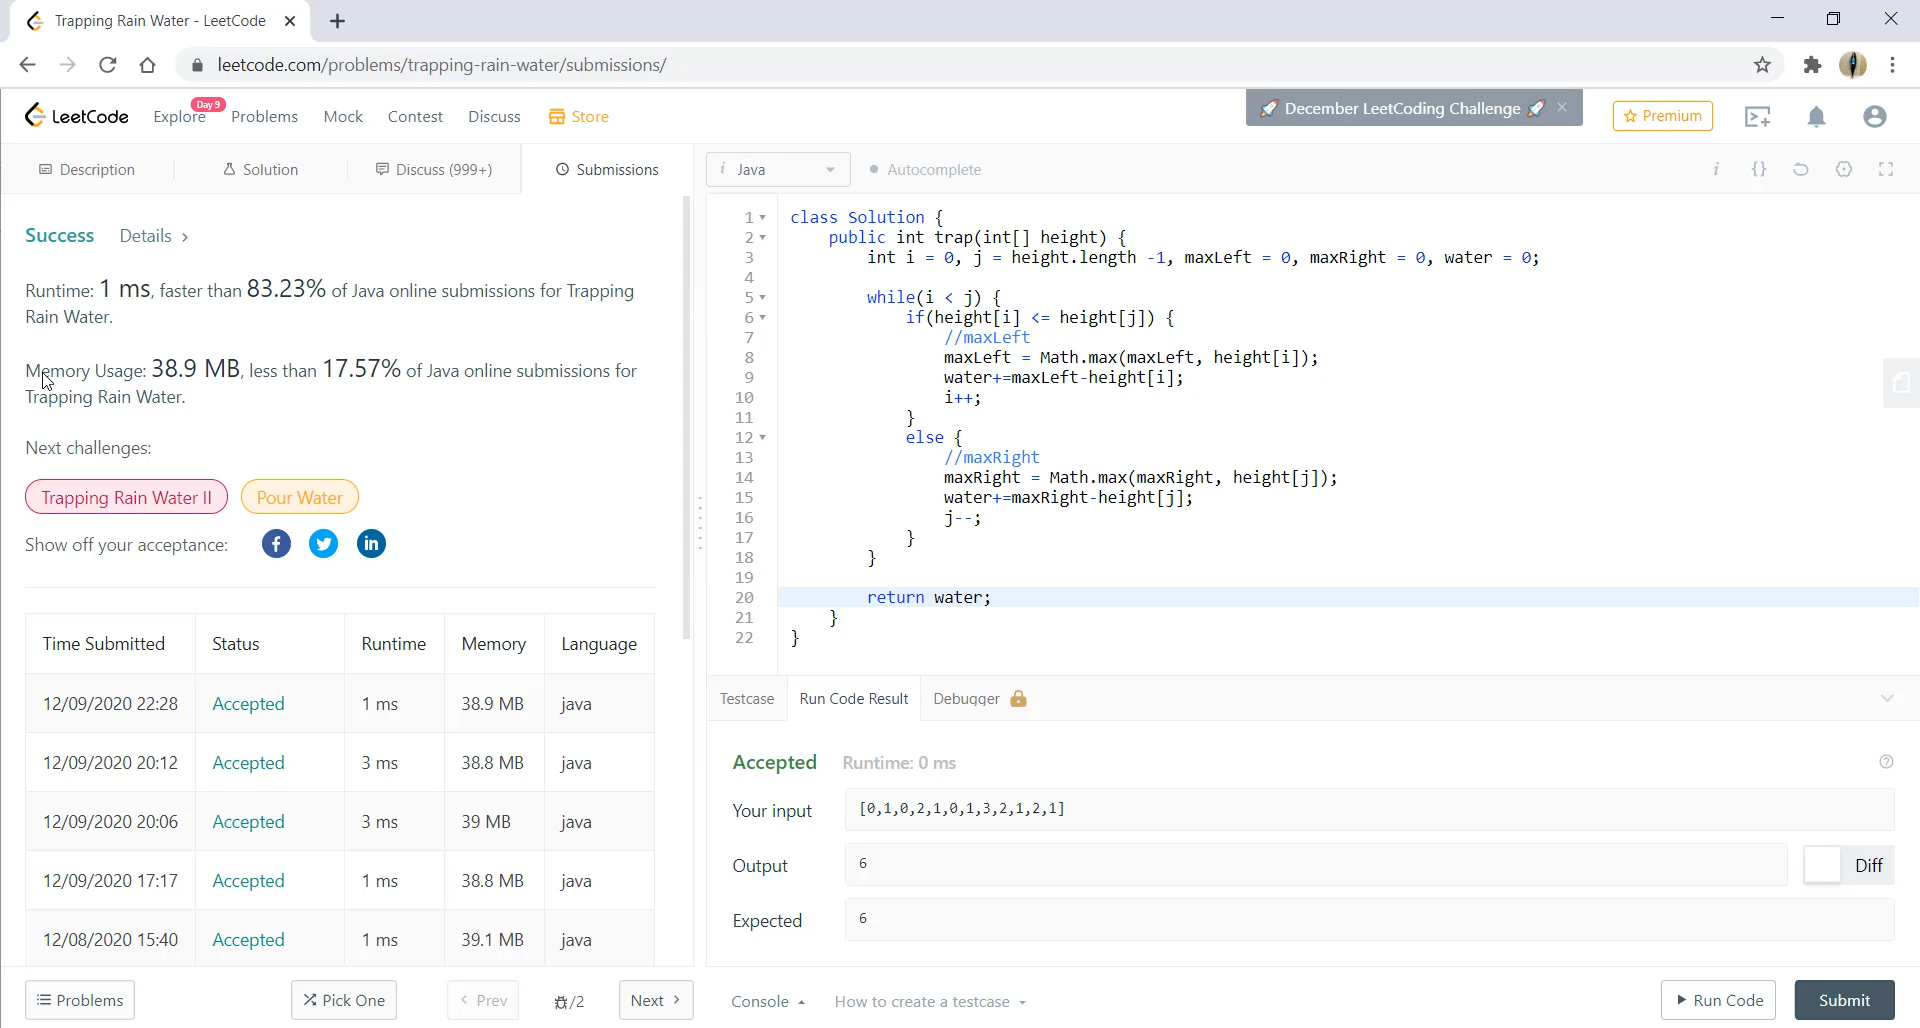 Trapping Rain Water - LeetCode
leetcode.com/problems/trapping-rain-water/submissions/
LeetCode
Explore
Day 9
Problems
Mock
Contest
Discuss
Store
December LeetCoding Challenge
Premium
Description
Solution
Discuss (999+)
Submissions
i Java
Autocomplete
Success
Details
Runtime: 1 ms, faster than 83.23% of Java online submissions for Trapping
Rain Water.
Memory Usage: 38.9 MB, less than 17.57% of Java online submissions for
Trapping Rain Water.
Next challenges:
Trapping Rain Water II
Pour Water
Show off your acceptance:
Time Submitted Status Runtime Memory Language
12/09/2020 22:28 Accepted 1 ms 38.9 MB java
12/09/2020 20:12 Accepted 3 ms 38.8 MB java
12/09/2020 20:06 Accepted 3 ms 39 MB java
12/09/2020 17:17 Accepted 1 ms 38.8 MB java
12/08/2020 15:40 Accepted 1 ms 39.1 MB java
1 class Solution {
2 public int trap(int[] height) {
3 int i = 0, j = height.length -1, maxLeft = 0, maxRight = 0, water = 0;
4
5 while(i < j) {
6 if(height[i] <= height[j]) {
7 //maxLeft
8 maxLeft = Math.max(maxLeft, height[i]);
9 water+=maxLeft-height[i];
10 i++;
11 }
12 else {
13 //maxRight
14 maxRight = Math.max(maxRight, height[j]);
15 water+=maxRight-height[j];
16 j--;
17 }
18 }
19
20 return water;
21 }
22 }
Testcase
Run Code Result
Debugger
Accepted
Runtime: 0 ms
Your input
[0,1,0,2,1,0,1,3,2,1,2,1]
Output
6
Diff
Expected
6
Problems
Pick One
Prev
/2
Next
Console
How to create a testcase
Run Code
Submit